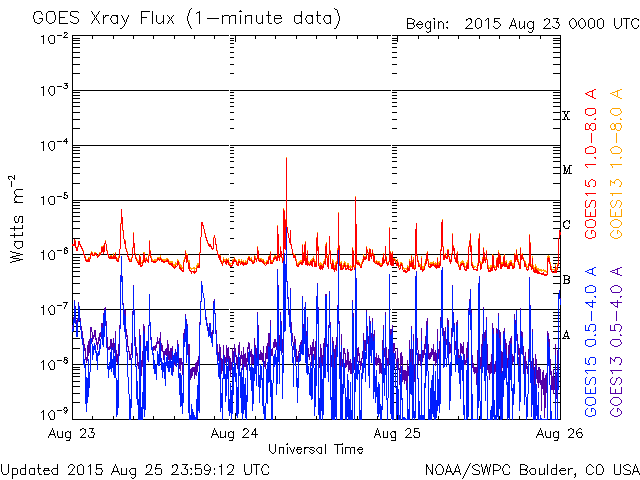 GOES Xray Flux (1-minute data)
Begin: 2015 Aug 23 0000 UTC
10⁻²
10⁻³
10⁻⁴
10⁻⁵
10⁻⁶
10⁻⁷
10⁻⁸
10⁻⁹
Watts m⁻²
X
M
C
B
A
GOES15 1.0-8.0 A
GOES13 1.0-8.0 A
GOES15 0.5-4.0 A
GOES13 0.5-4.0 A
Aug 23
Aug 24
Aug 25
Aug 26
Universal Time
Updated 2015 Aug 25 23:59:12 UTC
NOAA/SWPC Boulder, CO USA